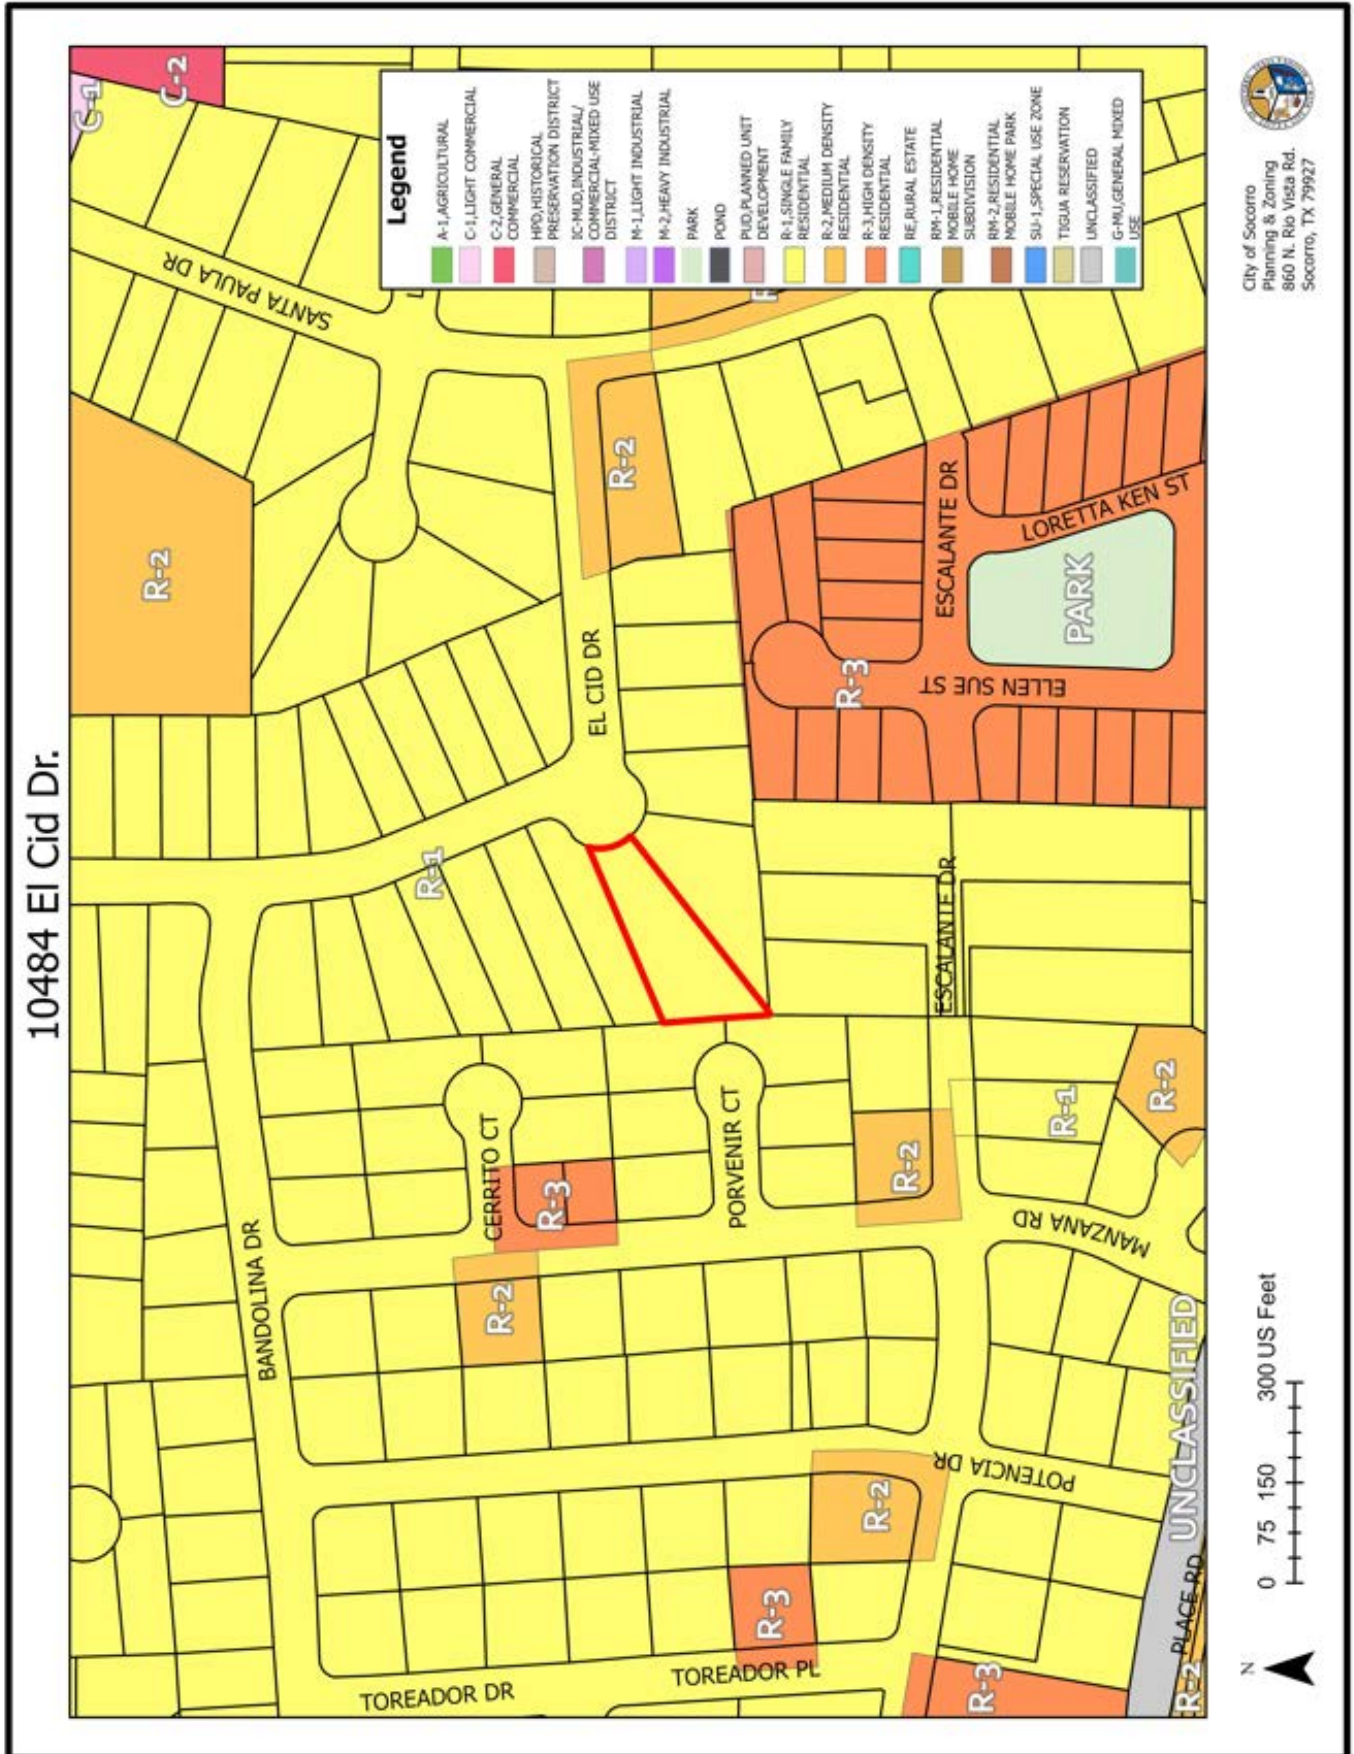 10484 El Cid Dr.
C-1
C-2
SANTA PAULA DR
L
R-2
Legend
A-1,AGRICULTURAL
C-1,LIGHT COMMERCIAL
C-2,GENERAL
COMMERCIAL
HPD,HISTORICAL
PRESERVATION DISTRICT
IC-MUD,INDUSTRIAL/
COMMERCIAL-MIXED USE
DISTRICT
M-1,LIGHT INDUSTRIAL
M-2,HEAVY INDUSTRIAL
PARK
POND
PUD,PLANNED UNIT
DEVELOPMENT
R-1,SINGLE FAMILY
RESIDENTIAL
R-2,MEDIUM DENSITY
RESIDENTIAL
R-3,HIGH DENSITY
RESIDENTIAL
RE,RURAL ESTATE
RM-1,RESIDENTIAL
MOBILE HOME
SUBDIVISION
RM-2,RESIDENTIAL
MOBILE HOME PARK
SU-1,SPECIAL USE ZONE
TIGUA RESERVATION
UNCLASSIFIED
G-MU,GENERAL MIXED
USE
R-1
BANDOLINA DR
EL CID DR
R-2
CERRITO CT
R-3
R-2
PORVENIR CT
ESCALANTE DR
LORETTA KEN ST
PARK
R-3
ELLEN SUE ST
ESCALANTE DR
R-2
R-1
R-2
MANZANA RD
POTENCIA DR
R-2
R-3
TOREADOR DR
TOREADOR PL
R-3
UNCLASSIFIED
PLACE RD
R-2
N
0 75 150 300 US Feet
City of Socorro
Planning & Zoning
860 N. Rio Vista Rd.
Socorro, TX 79927